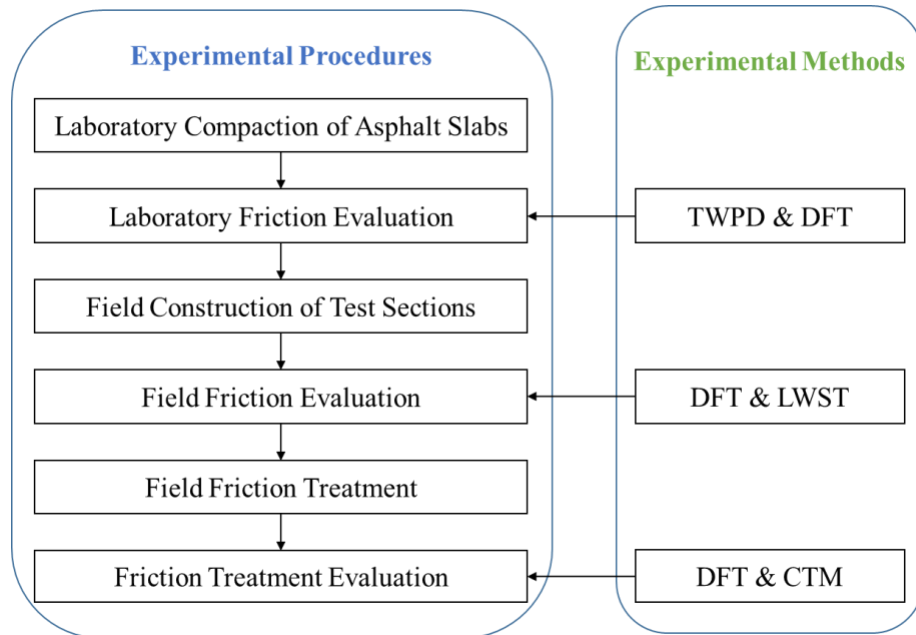 Experimental Procedures
Experimental Methods
Laboratory Compaction of Asphalt Slabs
Laboratory Friction Evaluation
TWPD & DFT
Field Construction of Test Sections
Field Friction Evaluation
DFT & LWST
Field Friction Treatment
Friction Treatment Evaluation
DFT & CTM